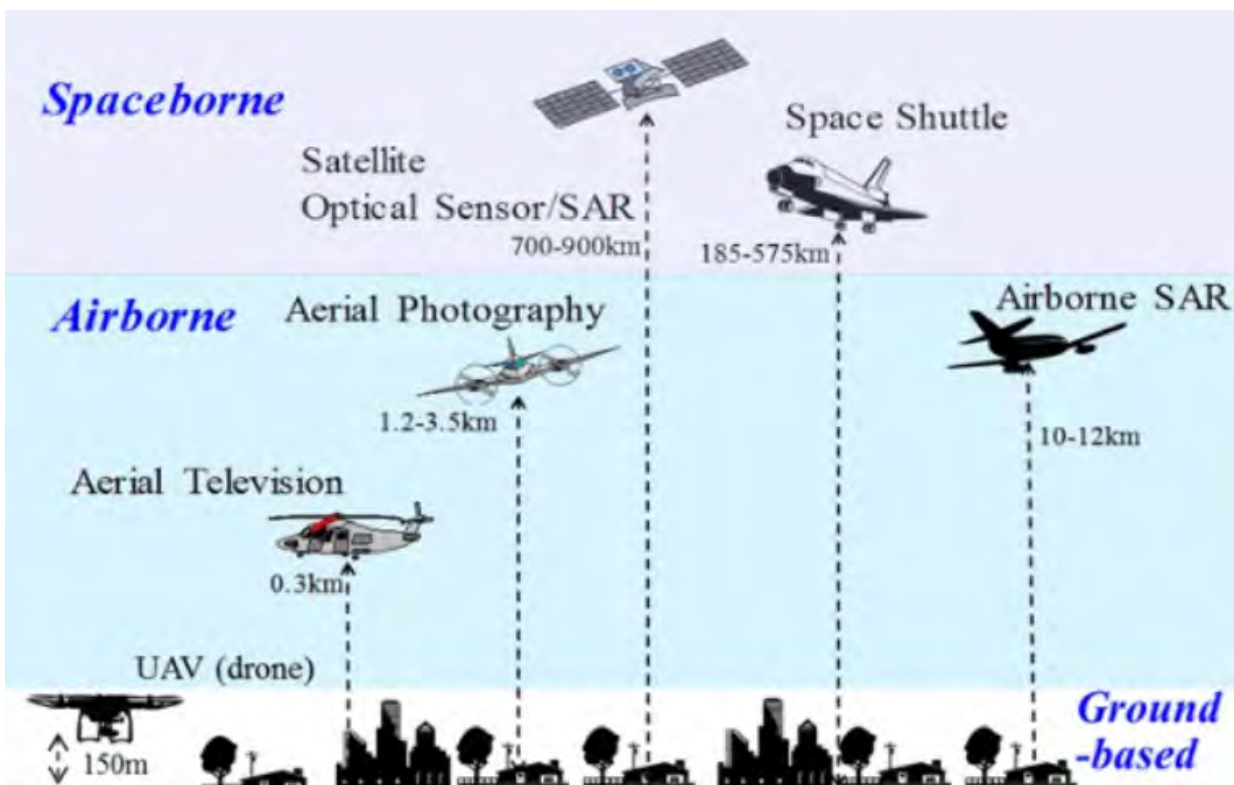 Spaceborne
Space Shuttle
Satellite
Optical Sensor/SAR
700-900km
185-575km
Airborne
Aerial Photography
Airborne SAR
1.2-3.5km
10-12km
Aerial Television
0.3km
UAV (drone)
150m
Ground
-based